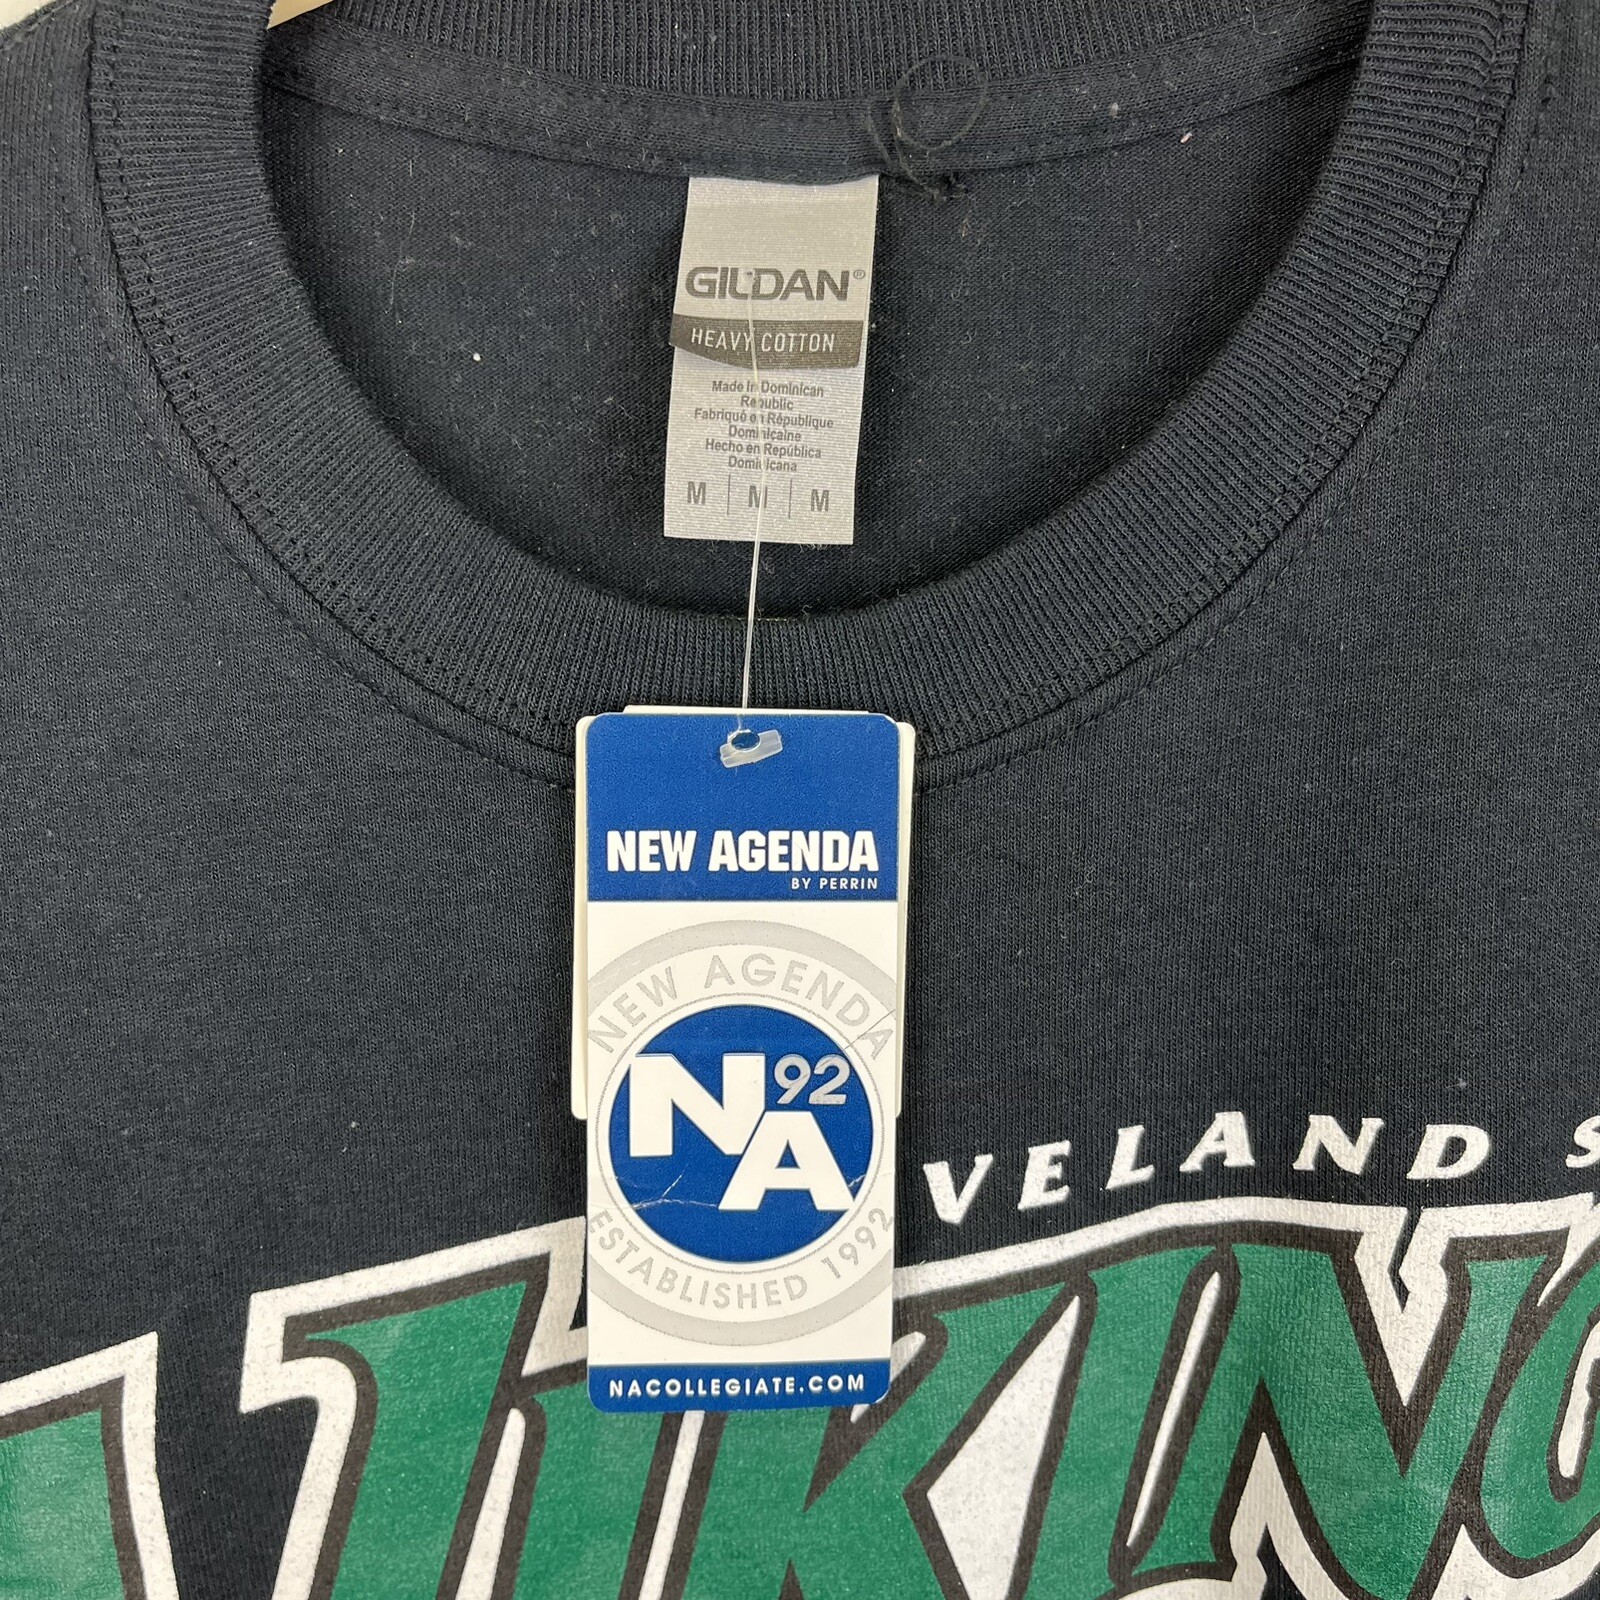 GILDAN®
HEAVY COTTON
Made in Dominican
Republic
Fabriqué en République
Dominicaine
Hecho en República
Dominicana
M | M | M
NEW AGENDA
BY PERRIN
NEW AGENDA
NA 92
ESTABLISHED 1992
NACOLLEGIATE.COM
VELAND S
IKING